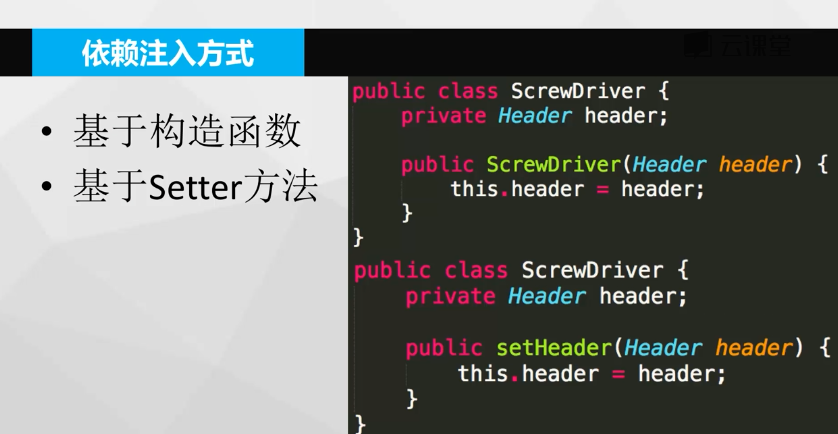 依赖注入方式
云课堂
• 基于构造函数
• 基于Setter方法
public class ScrewDriver {
private Header header;
public ScrewDriver(Header header) {
this.header = header;
}
}
public class ScrewDriver {
private Header header;
public setHeader(Header header) {
this.header = header;
}
}